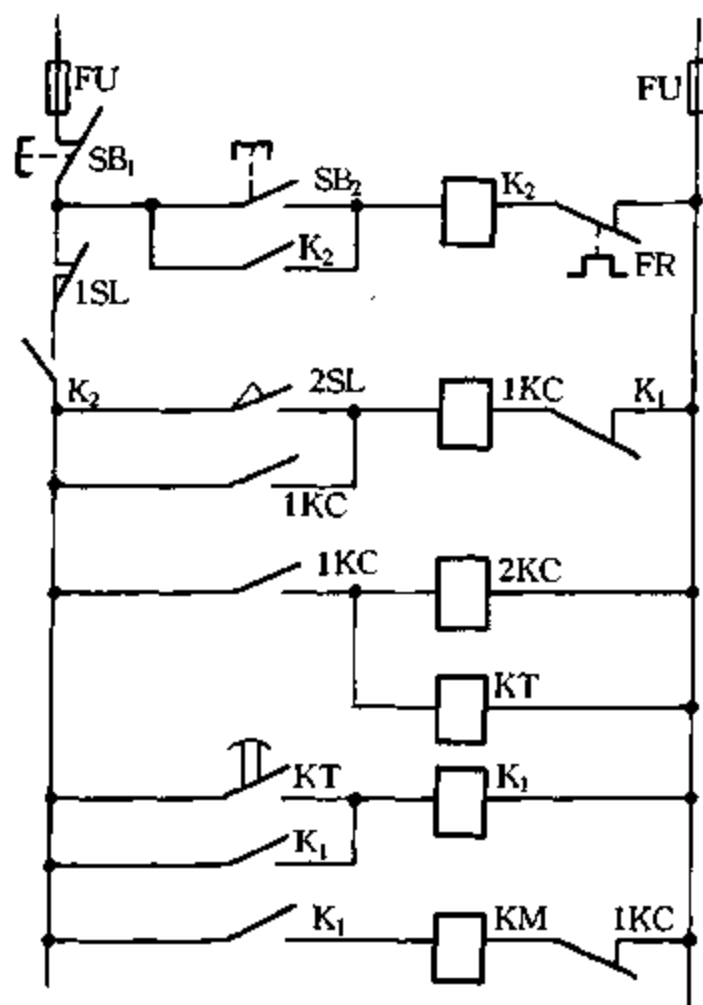 FU
FU
SB₁
SB₂
K₂
K₂
FR
1SL
K₂
2SL
1KC
K₁
1KC
1KC
2KC
KT
KT
K₁
K₁
K₁
KM
1KC